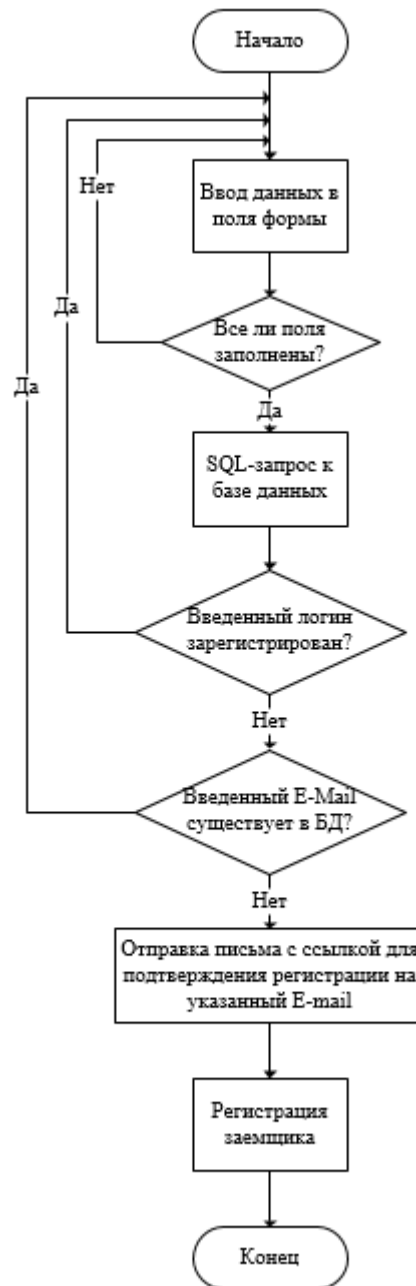 Начало
Ввод данных в
поля формы
Нет
Все ли поля
заполнены?
Да
Да
Да
SQL-запрос к
базе данных
Введенный логин
зарегистрирован?
Нет
Введенный E-Mail
существует в БД?
Нет
Отправка письма с ссылкой для
подтверждения регистрации на
указанный E-mail
Регистрация
заемщика
Конец